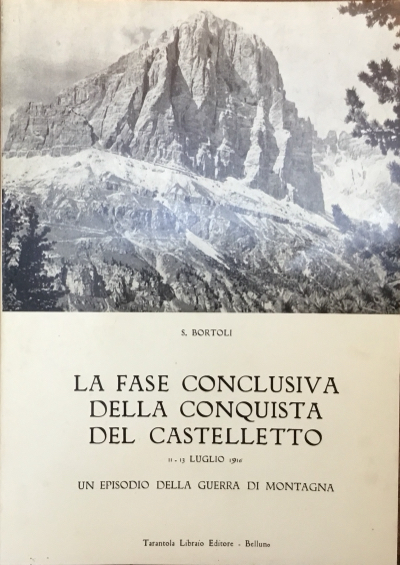 S. BORTOLI
LA FASE CONCLUSIVA
DELLA CONQUISTA
DEL CASTELLETTO
11 - 13 LUGLIO 1916
UN EPISODIO DELLA GUERRA DI MONTAGNA
Tarantola Libraio Editore - Belluno